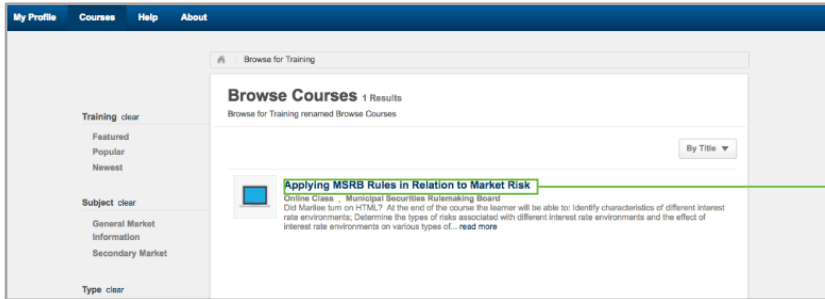 My Profile Courses Help About
Browse for Training
Browse Courses 1 Results
Browse for Training renamed Browse Courses
Training clear
Featured
Popular
Newest
By Title
Applying MSRB Rules in Relation to Market Risk
Online Class , Municipal Securities Rulemaking Board
Did Marilee turn on HTML? At the end of the course the learner will be able to: Identify characteristics of different interest
rate environments; Determine the types of risks associated with different interest rate environments and the effect of
interest rate environments on various types of... read more
Subject clear
General Market
Information
Secondary Market
Type clear